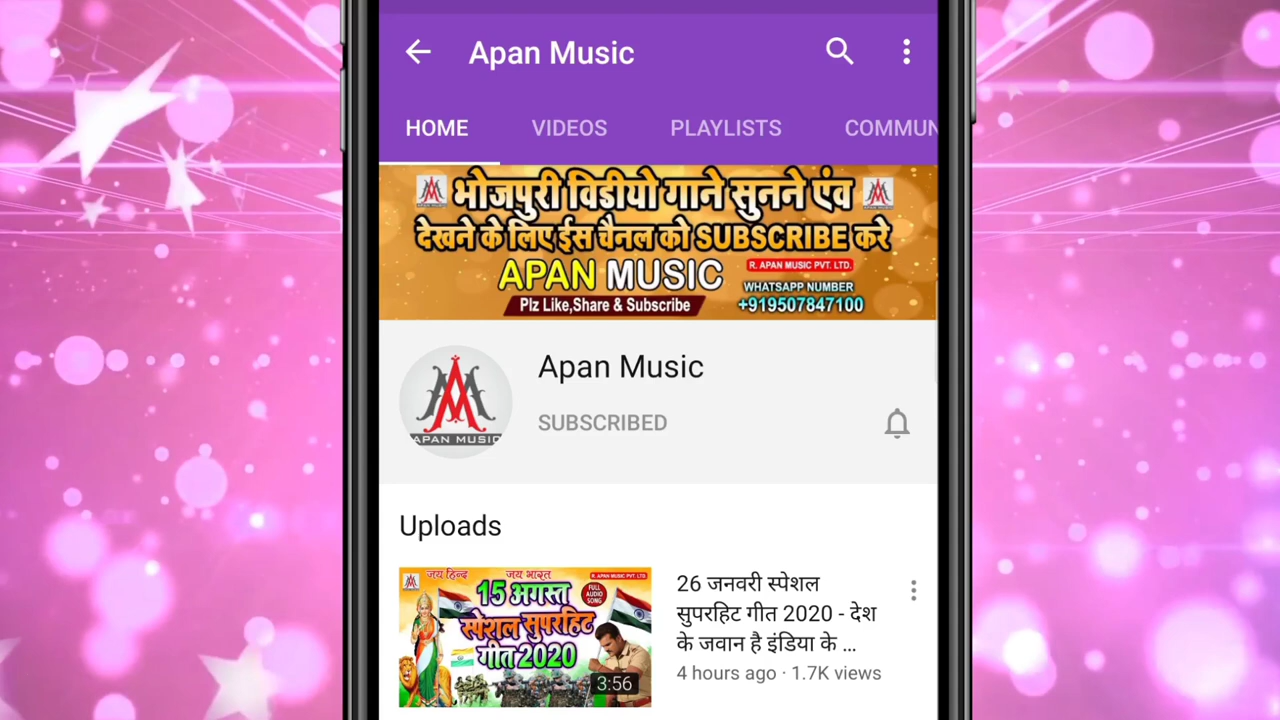 Apan Music
HOME VIDEOS PLAYLISTS COMMUN
भोजपुरी विडीयो गाने सुनने एंव
देखने के लिए ईस चैनल को SUBSCRIBE करे
APAN MUSIC
R. APAN MUSIC PVT. LTD.
WHATSAPP NUMBER
Plz Like,Share & Subscribe
+919507847100
Apan Music
SUBSCRIBED
APAN MUSIC
Uploads
जय हिन्द जय भारत
R. APAN MUSIC PVT. LTD
15 अगस्त
FULL
AUDIO
SONG
स्पेशल सुपरहिट
गीत 2020
3:56
26 जनवरी स्पेशल
सुपरहिट गीत 2020 - देश
के जवान है इंडिया के ...
4 hours ago · 1.7K views